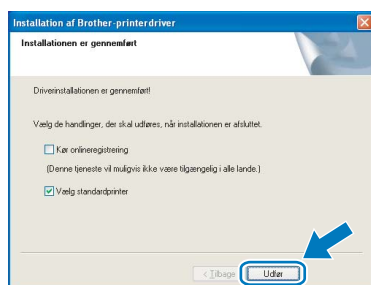 Installation af Brother-printerdriver
Installationen er gennemført
Driverinstallationen er gennemført!
Vælg de handlinger, der skal udføres, når installationen er afsluttet.
Kør onlineregistrering
(Denne tjeneste vil muligvis ikke være tilgængelig i alle lande.)
Vælg standardprinter
< Tilbage
Udfør